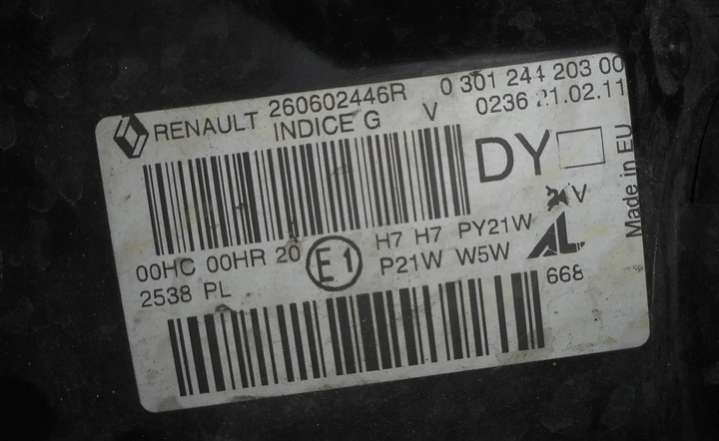 RENAULT 260602446R 0 301 244 203 00
INDICE G V 0236 21.02.11
DY
Made in EU
V
00HC 00HR 20 E1 H7 H7 PY21W
2538 PL P21W W5W AL
668